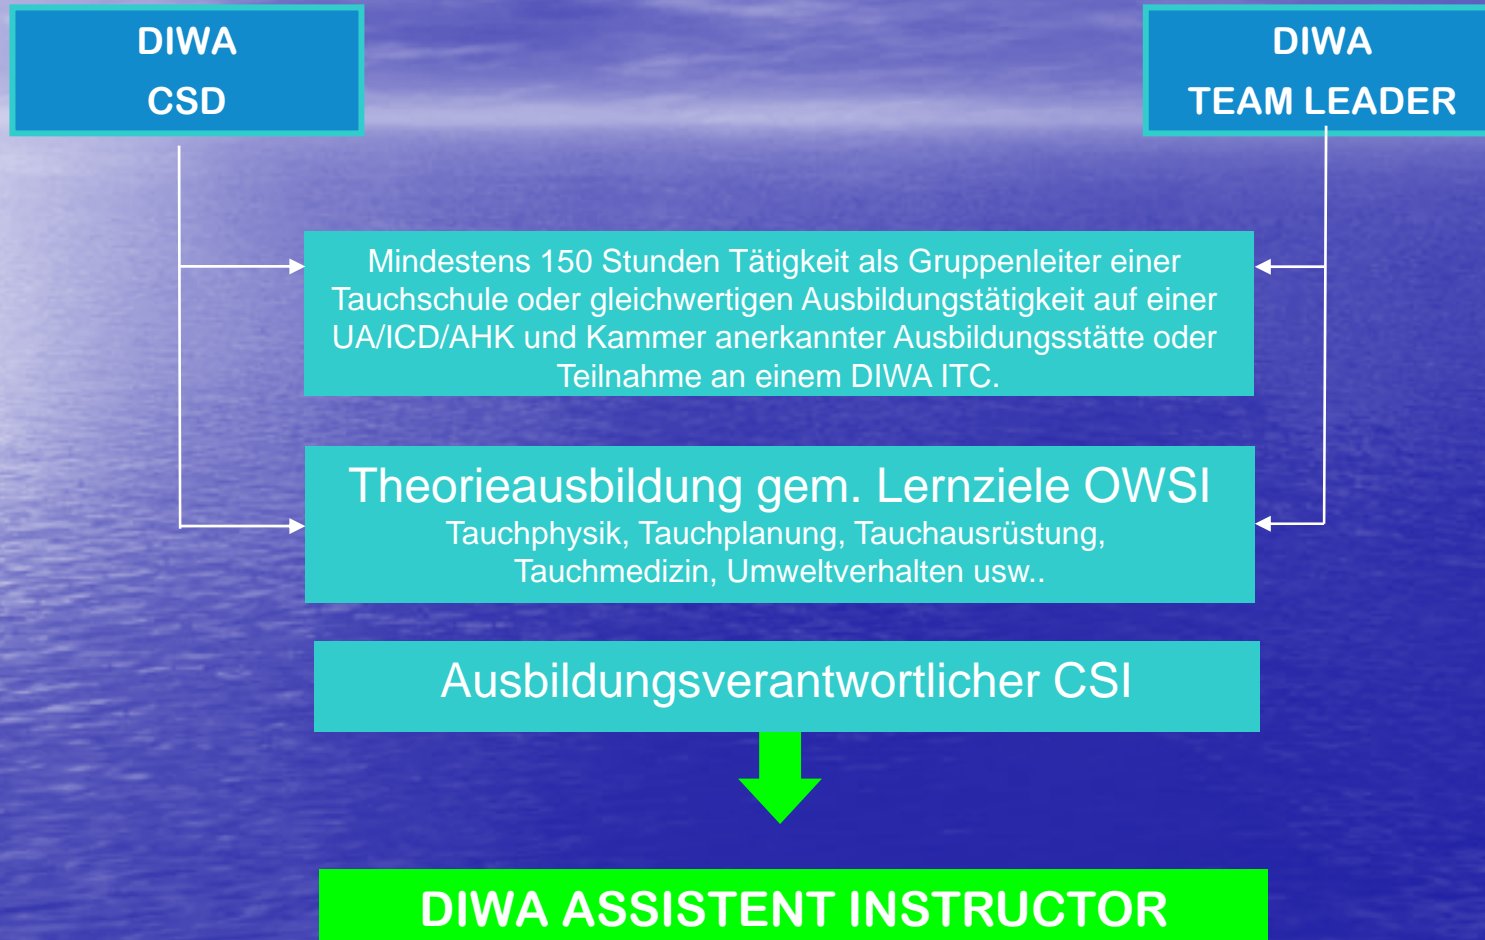 DIWA
CSD
DIWA
TEAM LEADER
Mindestens 150 Stunden Tätigkeit als Gruppenleiter einer
Tauchschule oder gleichwertigen Ausbildungstätigkeit auf einer
UA/ICD/AHK und Kammer anerkannter Ausbildungsstätte oder
Teilnahme an einem DIWA ITC.
Theorieausbildung gem. Lernziele OWSI
Tauchphysik, Tauchplanung, Tauchausrüstung,
Tauchmedizin, Umweltverhalten usw..
Ausbildungsverantwortlicher CSI
DIWA ASSISTENT INSTRUCTOR